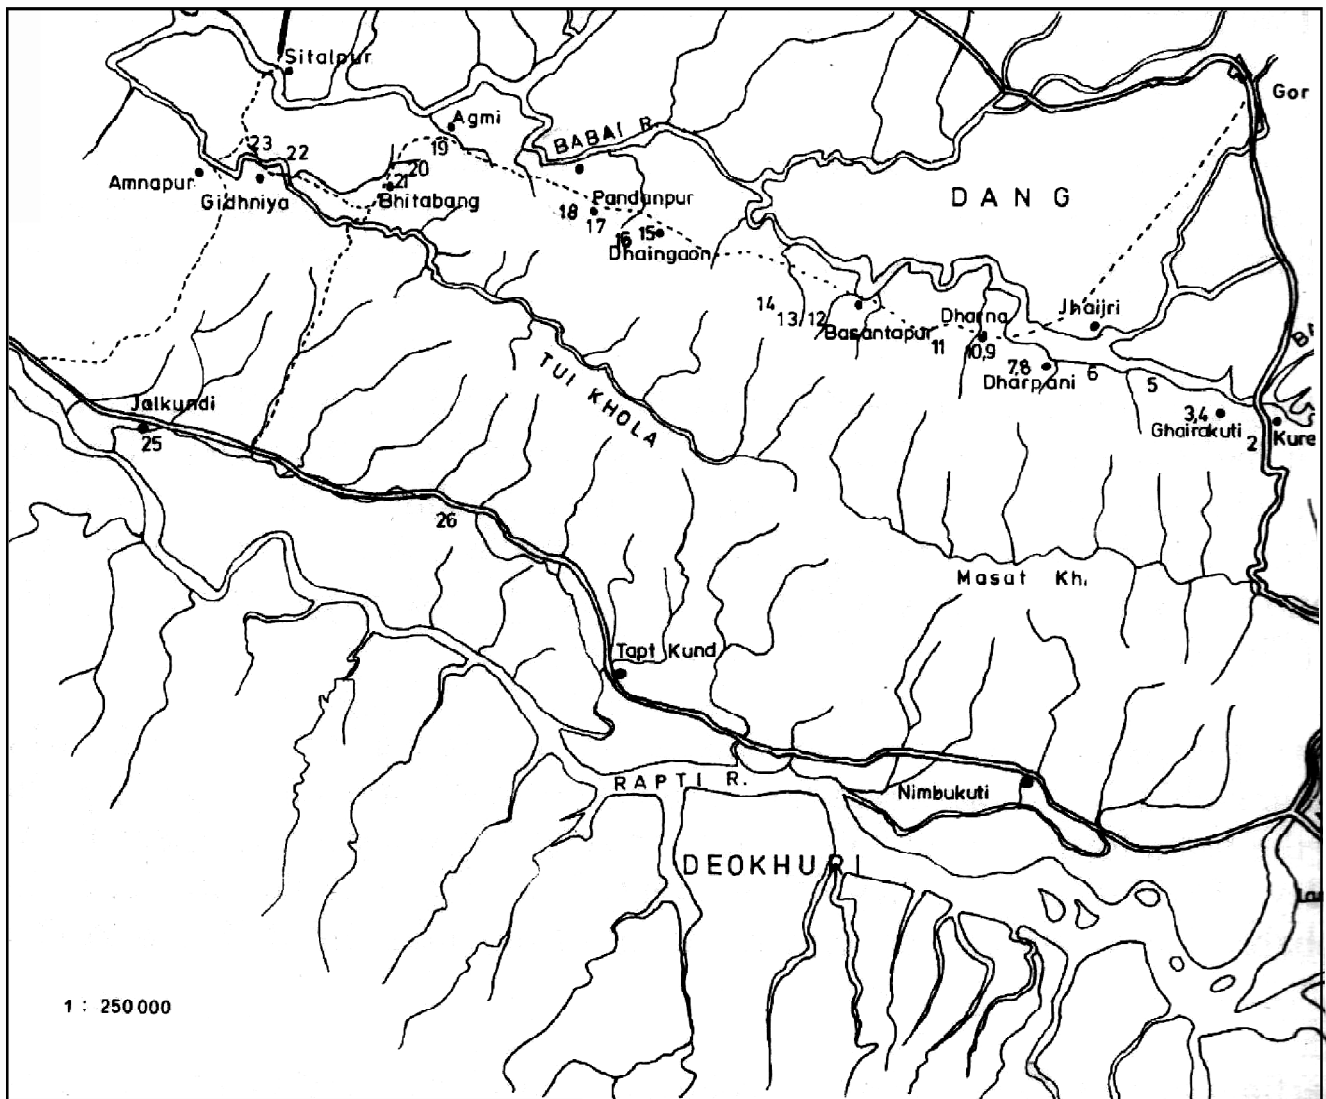 Sitalpur
Gor
Agmi
BABAI R.
23
22
19
20
21
Amnapur
Gidhniya
Bhitabang
Pandanpur
DANG
18
17
16
15
Dhaingaon
14
13
12
Basantapur
11
Dharna
10,9
Jhaijri
7,8
Dharpani
6
5
3,4
Ghairakuti
2
Kure
TUI KHOLA
Jalkundi
25
26
Masat Kh.
Tapt Kund
RAPTI R.
Nimbukuti
DEOKHURI
1 : 250 000